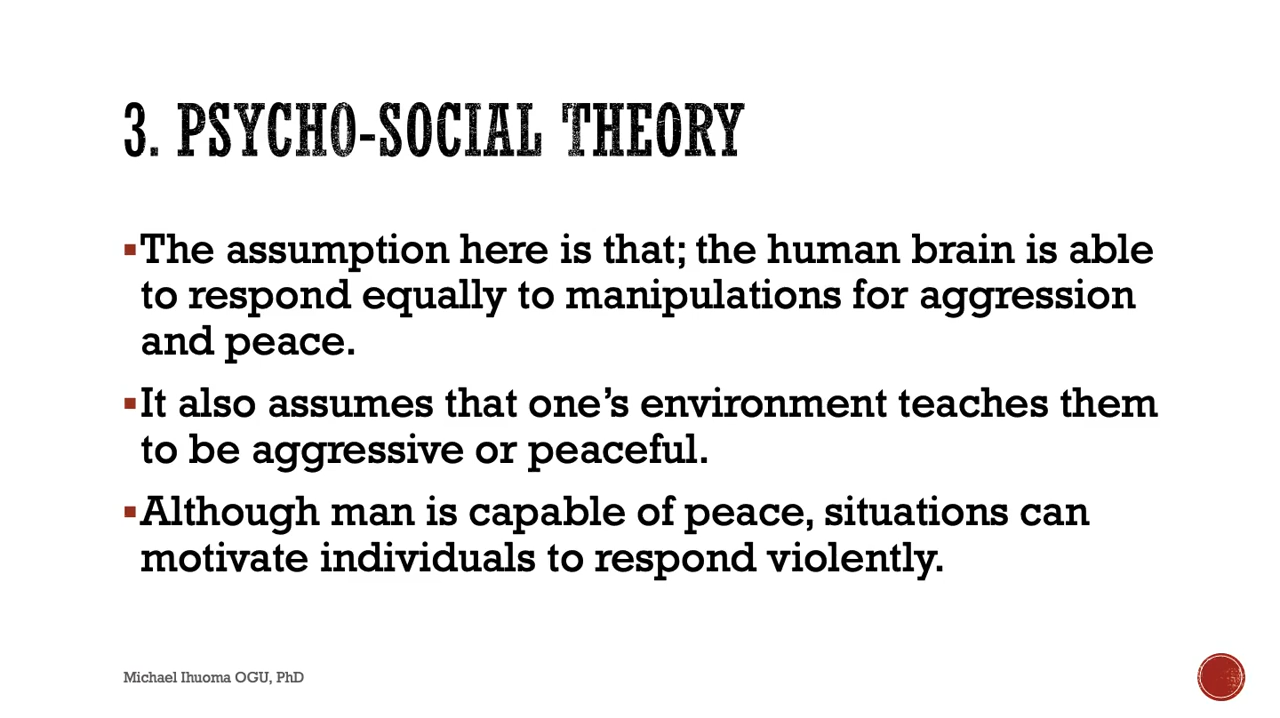 3. PSYCHO-SOCIAL THEORY
▪The assumption here is that; the human brain is able
to respond equally to manipulations for aggression
and peace.
▪It also assumes that one’s environment teaches them
to be aggressive or peaceful.
▪Although man is capable of peace, situations can
motivate individuals to respond violently.
Michael Ihuoma OGU, PhD